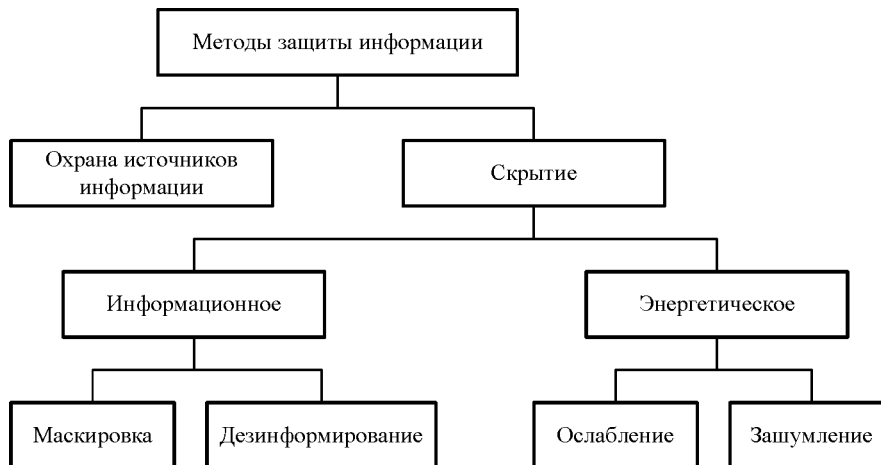 Методы защиты информации
Охрана источников
информации
Скрытие
Информационное
Энергетическое
Маскировка
Дезинформирование
Ослабление
Зашумление